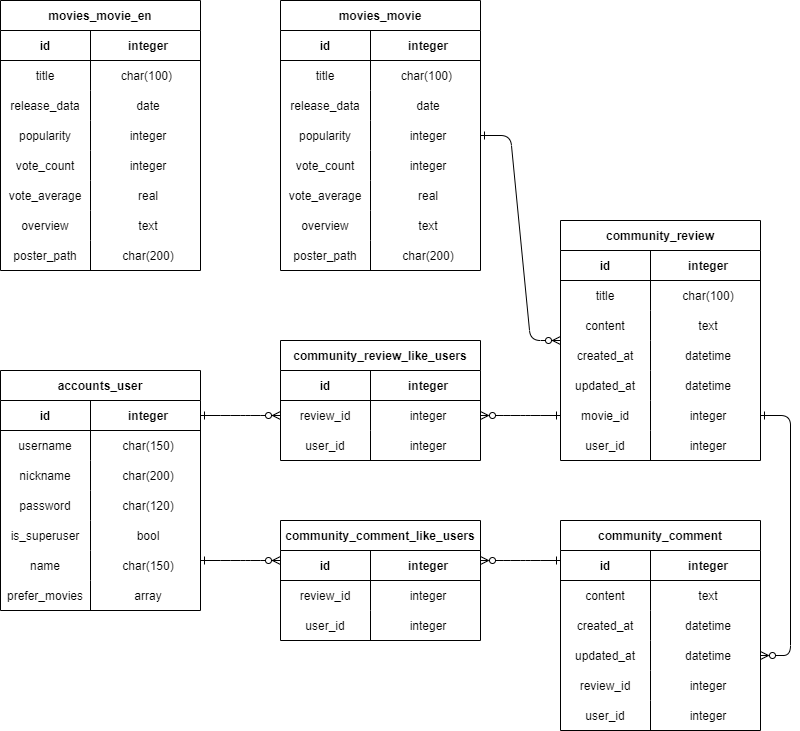 movies_movie_en
id integer
title char(100)
release_data date
popularity integer
vote_count integer
vote_average real
overview text
poster_path char(200)
movies_movie
id integer
title char(100)
release_data date
popularity integer
vote_count integer
vote_average real
overview text
poster_path char(200)
community_review
id integer
title char(100)
content text
created_at datetime
updated_at datetime
movie_id integer
user_id integer
community_review_like_users
id integer
review_id integer
user_id integer
accounts_user
id integer
username char(150)
nickname char(200)
password char(120)
is_superuser bool
name char(150)
prefer_movies array
community_comment_like_users
id integer
review_id integer
user_id integer
community_comment
id integer
content text
created_at datetime
updated_at datetime
review_id integer
user_id integer